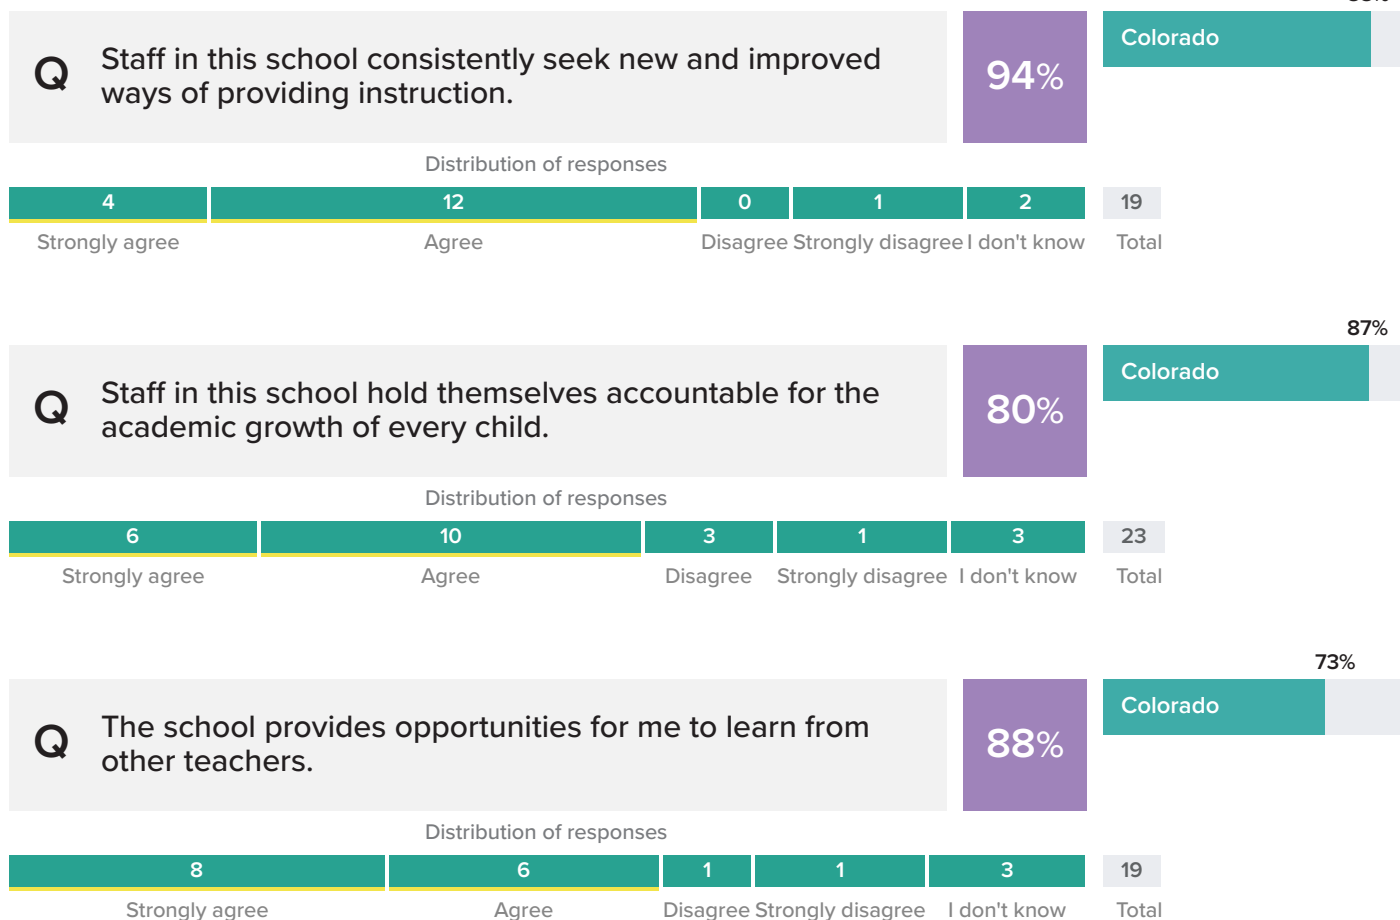 Q
Staff in this school consistently seek new and improved
ways of providing instruction.
94%
Colorado
Distribution of responses
4 12 0 1 2 19
Strongly agree Agree Disagree Strongly disagree I don't know Total
87%
Q
Staff in this school hold themselves accountable for the
academic growth of every child.
80%
Colorado
Distribution of responses
6 10 3 1 3 23
Strongly agree Agree Disagree Strongly disagree I don't know Total
73%
Q
The school provides opportunities for me to learn from
other teachers.
88%
Colorado
Distribution of responses
8 6 1 1 3 19
Strongly agree Agree Disagree Strongly disagree I don't know Total